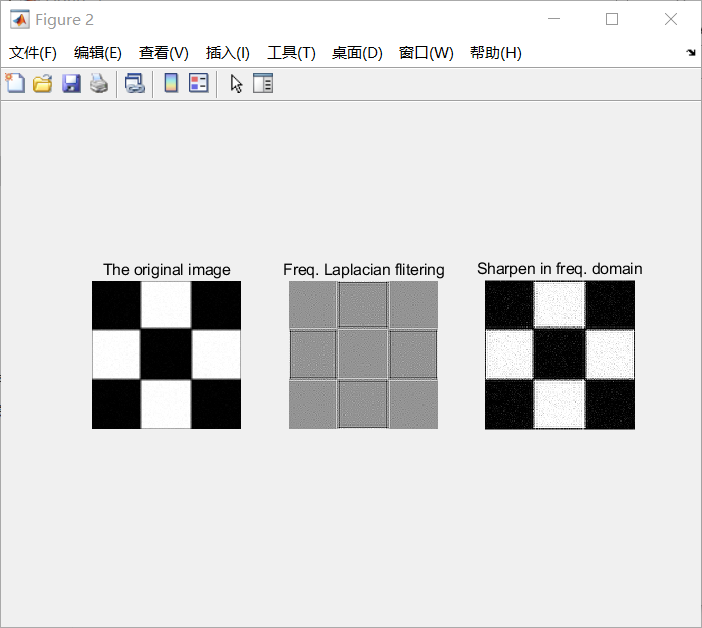 Figure 2
文件(F) 编辑(E) 查看(V) 插入(I) 工具(T) 桌面(D) 窗口(W) 帮助(H)
The original image
Freq. Laplacian flitering
Sharpen in freq. domain